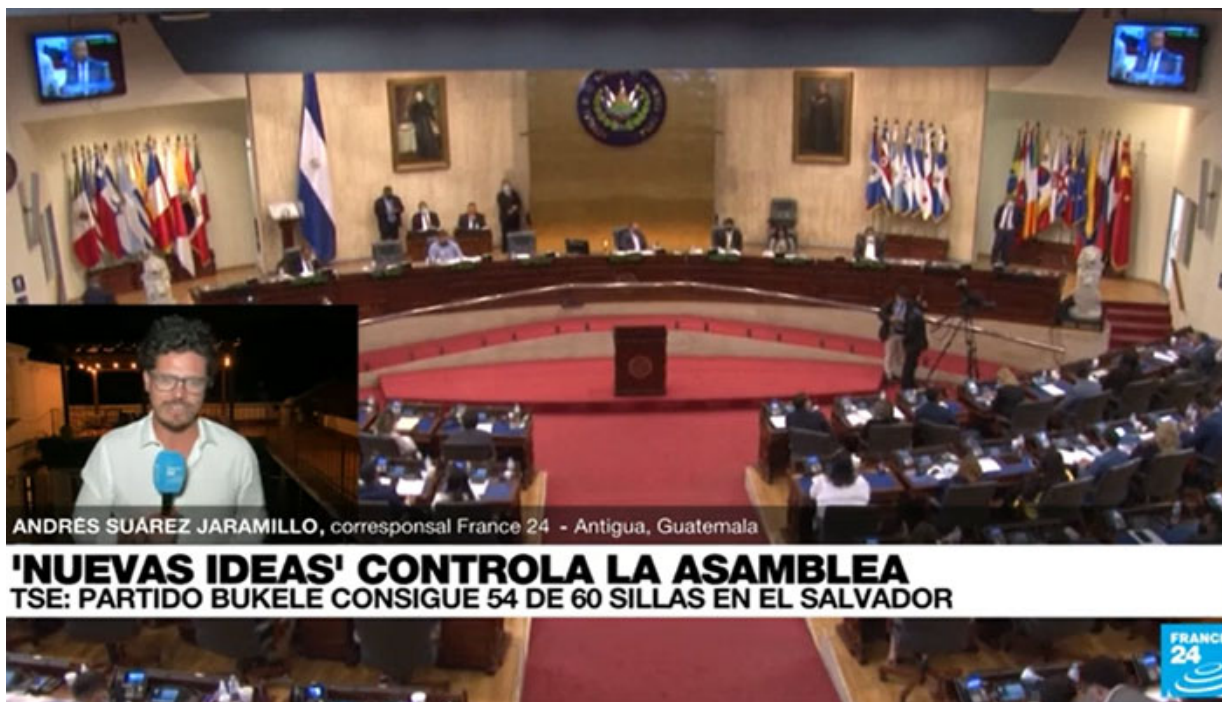 ANDRÉS SUÁREZ JARAMILLO, corresponsal France 24 - Antigua, Guatemala
'NUEVAS IDEAS' CONTROLA LA ASAMBLEA
TSE: PARTIDO BUKELE CONSIGUE 54 DE 60 SILLAS EN EL SALVADOR
FRANCE
24